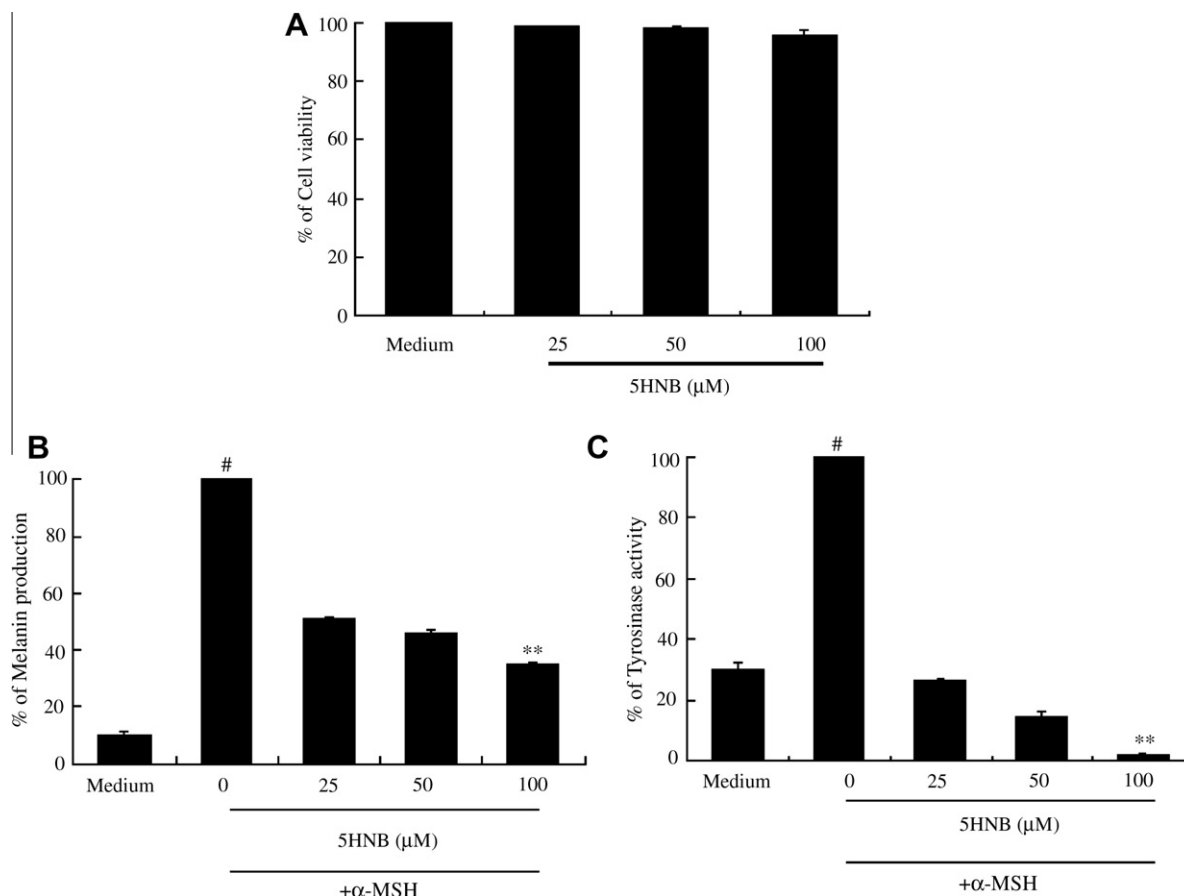 A
100
80
60
40
20
0
% of Cell viability
Medium 25 50 100
5HNB (μM)
B
#
100
80
60
40
20
0
% of Melanin production
**
Medium 0 25 50 100
5HNB (μM)
+α-MSH
C
#
100
80
60
40
20
0
% of Tyrosinase activity
**
Medium 0 25 50 100
5HNB (μM)
+α-MSH